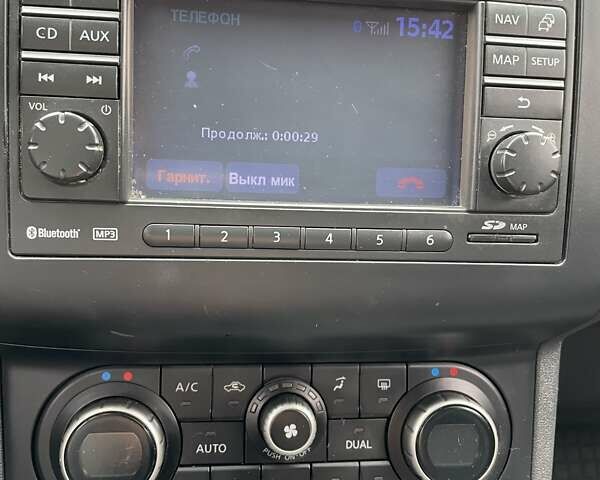 ТЕЛЕФОН 15:42
NAV
CD AUX
MAP SETUP
VOL
Продолж.: 0:00:29
Гарнит. Выкл мик
Bluetooth MP3 1 2 3 4 5 6 SD MAP
A/C
AUTO DUAL
PUSH ON·OFF